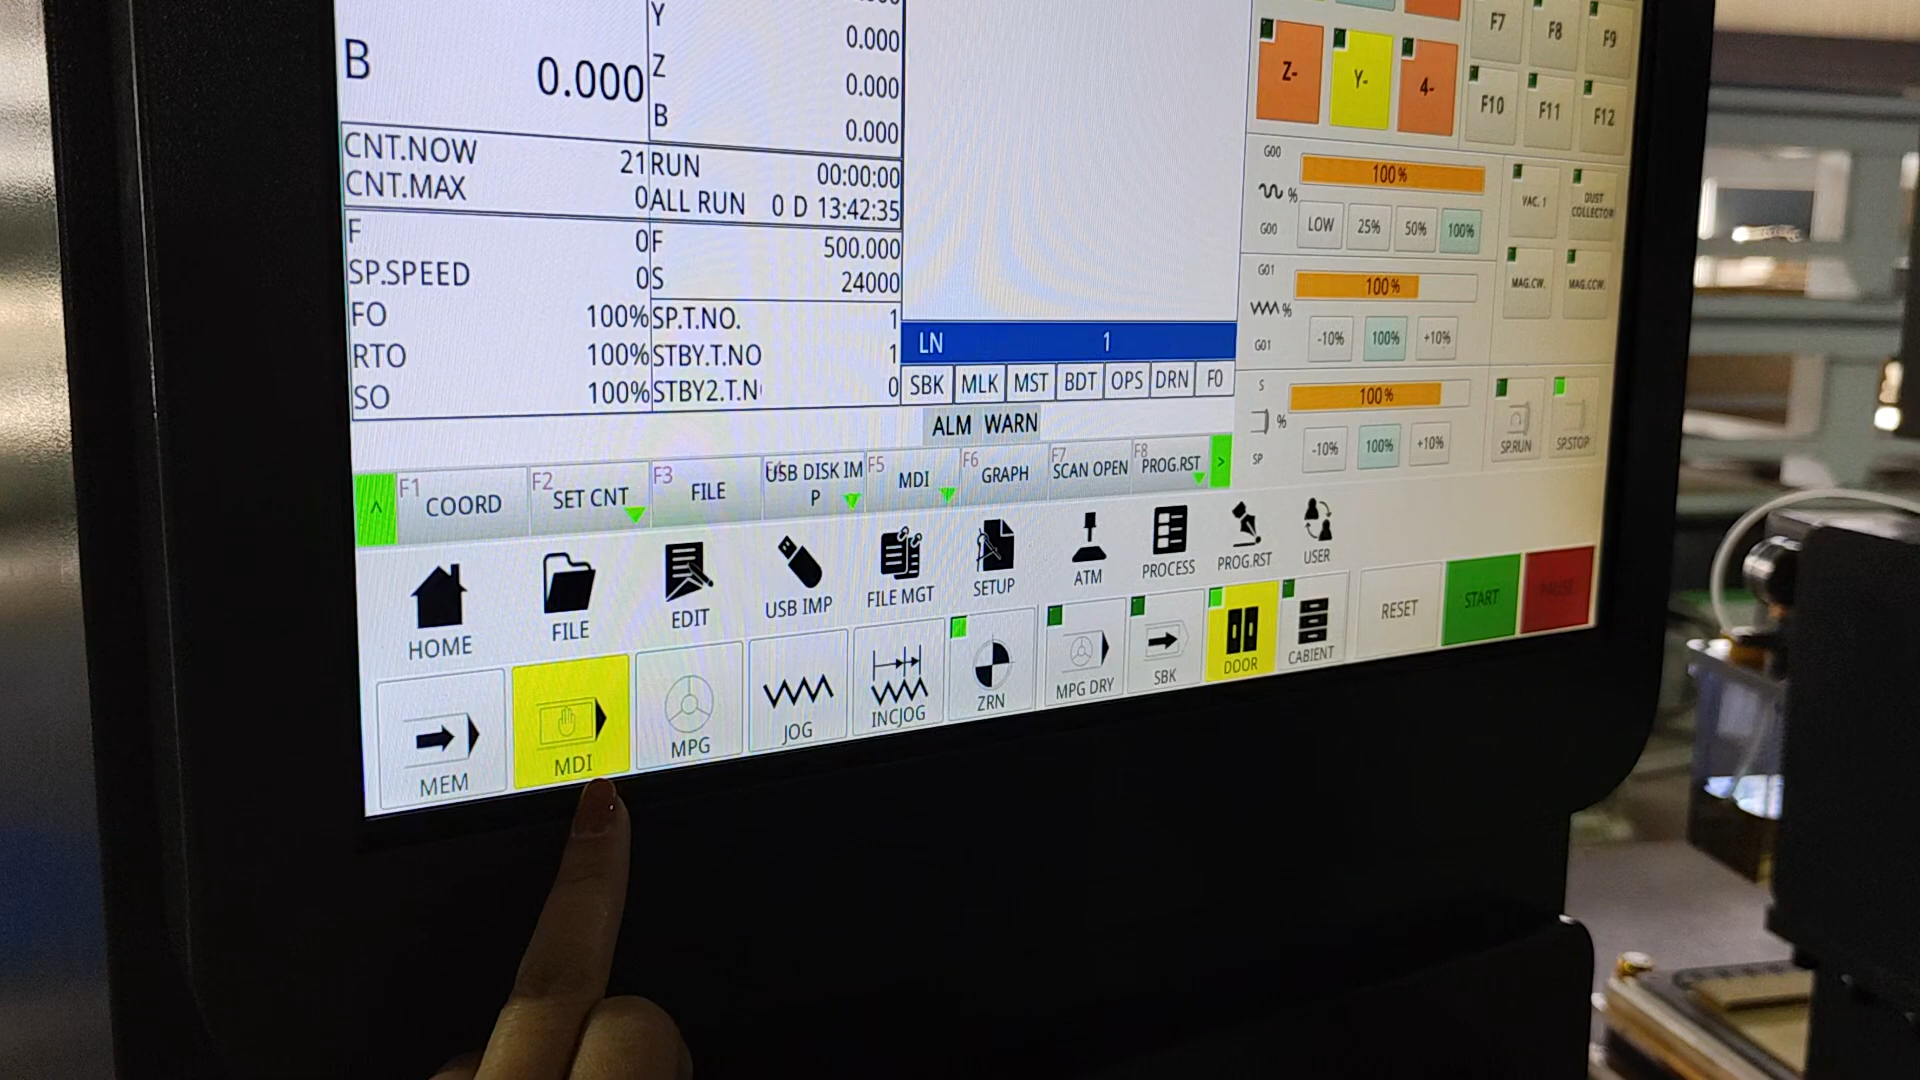 Y
0.000
B
0.000
Z
0.000
B
0.000
CNT.NOW
21
CNT.MAX
0
RUN
00:00:00
ALL RUN
0 D 13:42:35
F
0
SP.SPEED
0
FO
100%
RTO
100%
SO
100%
F
500.000
S
24000
SP.T.NO.
1
STBY.T.NO
1
STBY2.T.N
0
LN
1
SBK
MLK
MST
BDT
OPS
DRN
F0
ALM WARN
^
F1
COORD
F2
SET CNT
F3
FILE
F4
USB DISK IM
P
F5
MDI
F6
GRAPH
F7
SCAN OPEN
F8
PROG.RST
>
HOME
FILE
EDIT
USB IMP
FILE MGT
SETUP
ATM
PROCESS
PROG.RST
USER
MEM
MDI
MPG
JOG
INCJOG
ZRN
MPG DRY
SBK
DOOR
CABIENT
RESET
START
PAUSE
Z-
Y-
4-
F7
F8
F9
F10
F11
F12
G00
%
G00
100%
LOW
25%
50%
100%
G01
%
G01
100%
-10%
100%
+10%
S
%
SP
100%
-10%
100%
+10%
VAC. 1
DUST
COLLECTOR
MAG.CW.
MAG.CCW.
SP.RUN
SP.STOP